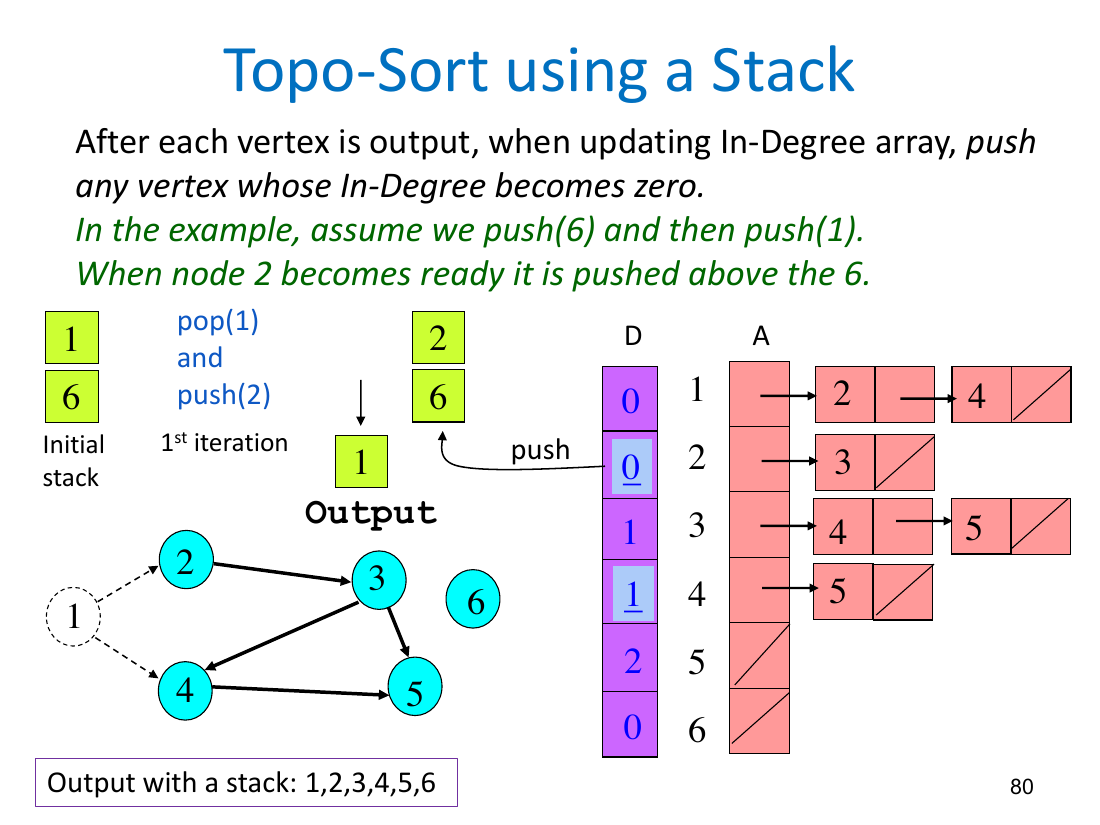 Topo-Sort using a Stack
After each vertex is output, when updating In-Degree array, push
any vertex whose In-Degree becomes zero.
In the example, assume we push(6) and then push(1).
When node 2 becomes ready it is pushed above the 6.
1
6
Initial
stack
pop(1)
and
push(2)
1st iteration
2
6
1
Output
push
D
A
0 1 2 4
0 2 3
1 3 4 5
1 4 5
2 5
0 6
2
3
6
1
4
5
Output with a stack: 1,2,3,4,5,6
80